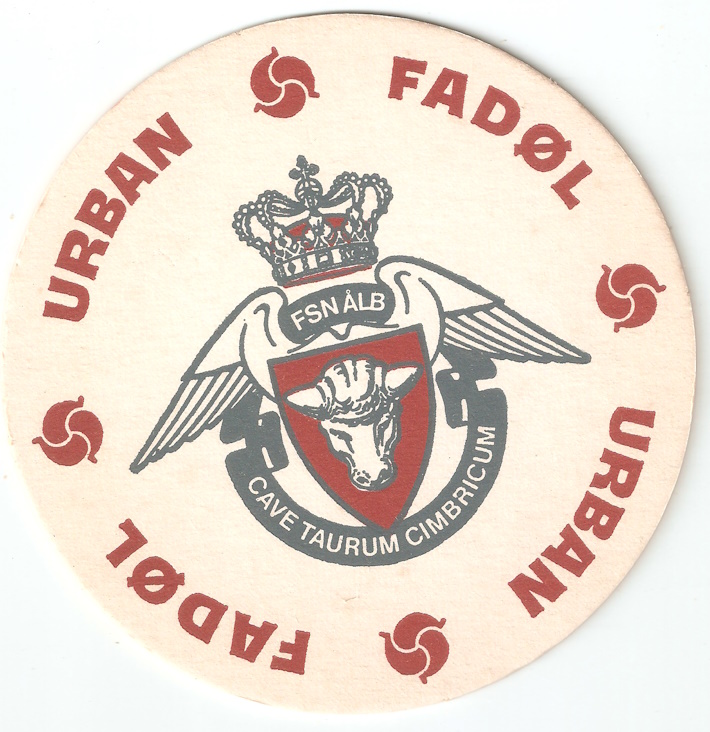 URBAN
FADØL
URBAN
FADØL
FSN ÅLB
CAVE TAURUM CIMBRICUM